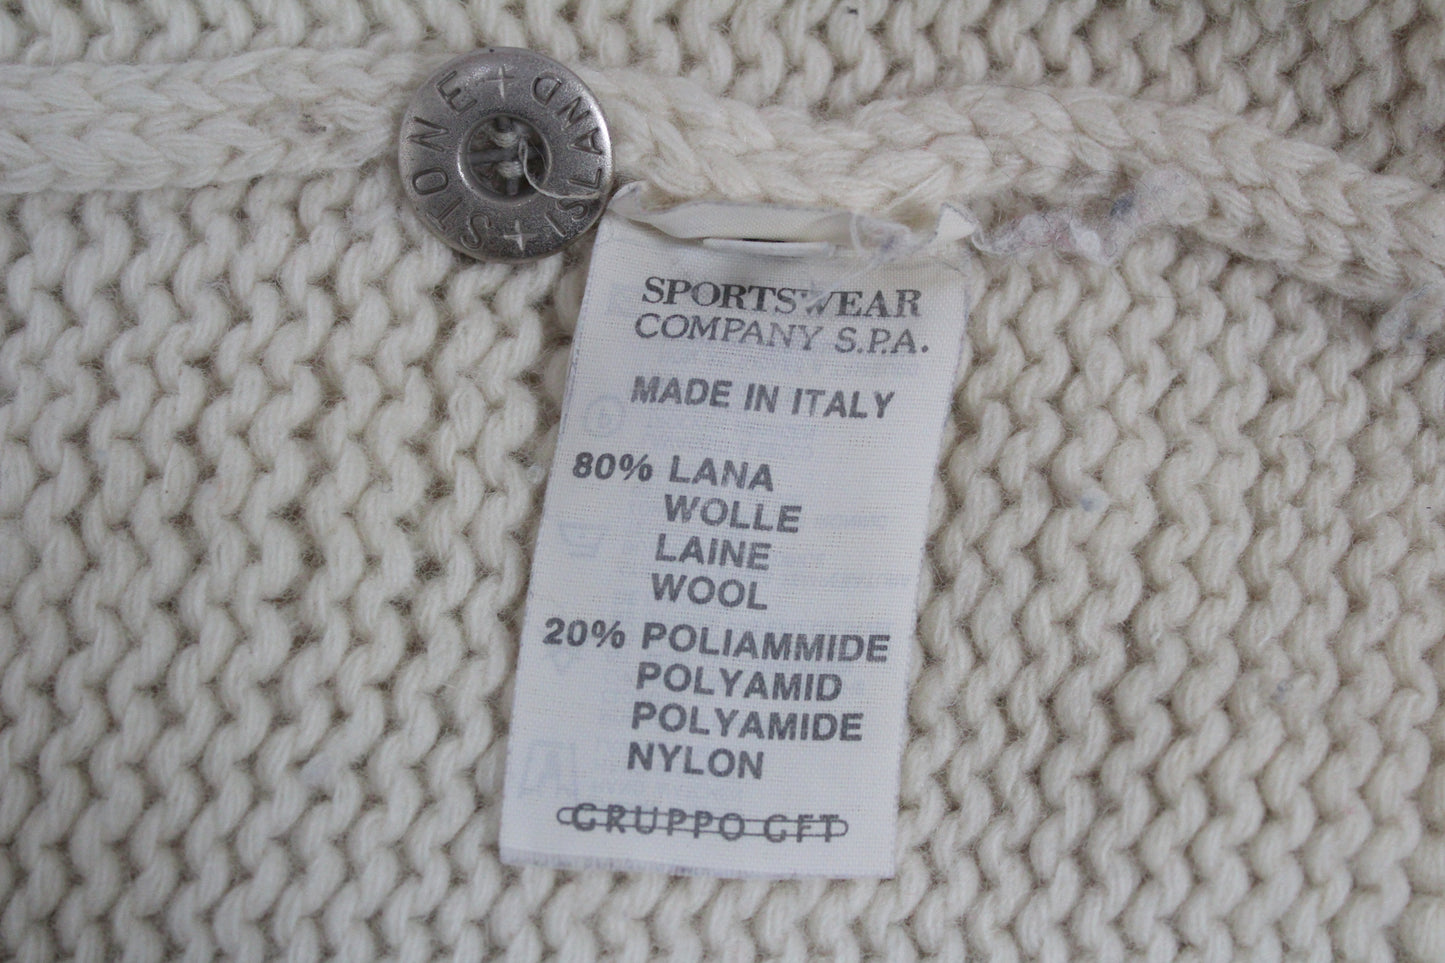 STONE + ISLAND +
SPORTSWEAR
COMPANY S.P.A.
MADE IN ITALY
80% LANA
WOLLE
LAINE
WOOL
20% POLIAMMIDE
POLYAMID
POLYAMIDE
NYLON
GRUPPO GFT